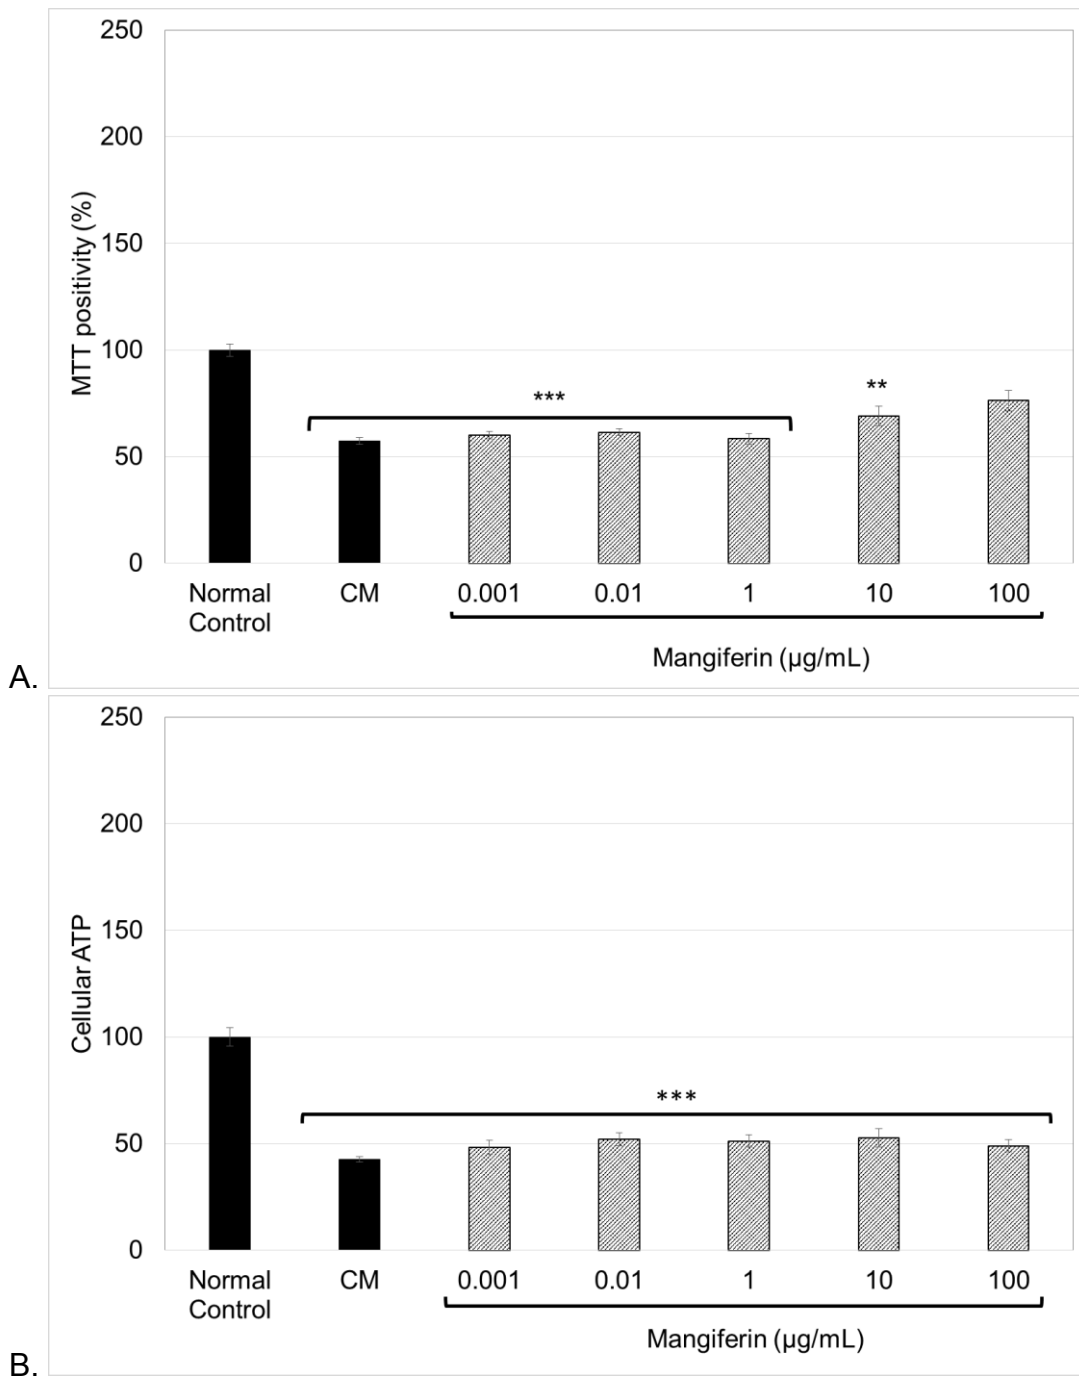 250
200
150
100
50
0
MTT positivity (%)
***
**
Normal
Control
CM
0.001
0.01
1
10
100
Mangiferin (µg/mL)
A.
250
200
150
100
50
0
Cellular ATP
***
Normal
Control
CM
0.001
0.01
1
10
100
Mangiferin (µg/mL)
B.